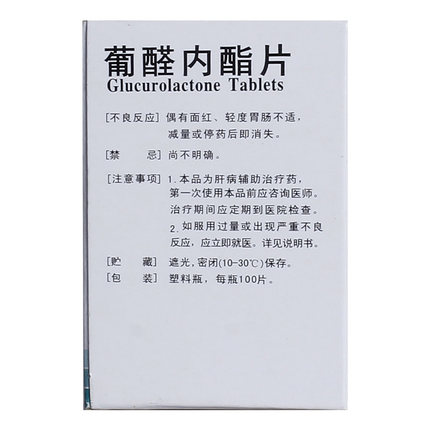 葡醛内酯片
Glucurolactone Tablets
[不良反应] 偶有面红、轻度胃肠不适,
减量或停药后即消失。
[禁 忌] 尚不明确。
[注意事项] 1.本品为肝病辅助治疗药,
第一次使用本品前应咨询医师。
治疗期间应定期到医院检查。
2.如服用过量或出现严重不良
反应,应立即就医。详见说明书。
[贮 藏] 遮光,密闭(10-30℃)保存。
[包 装] 塑料瓶,每瓶100片。